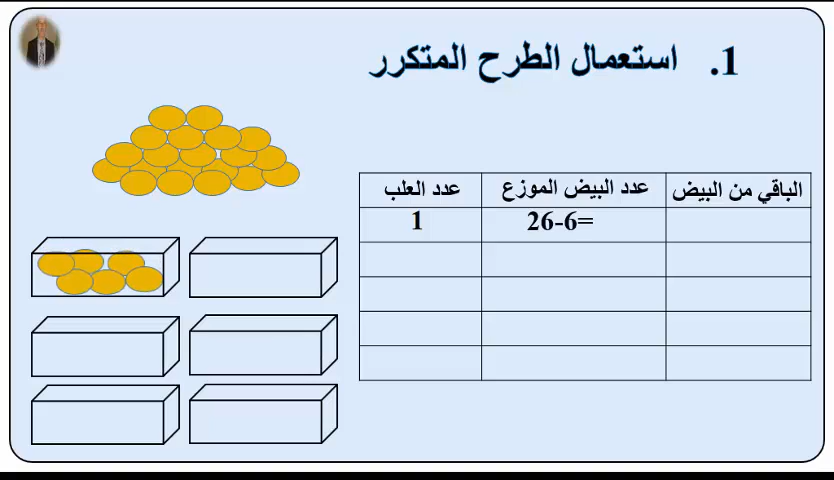 1. استعمال الطرح المتكرر
الباقي من البيض عدد البيض الموزع عدد العلب
26-6= 1